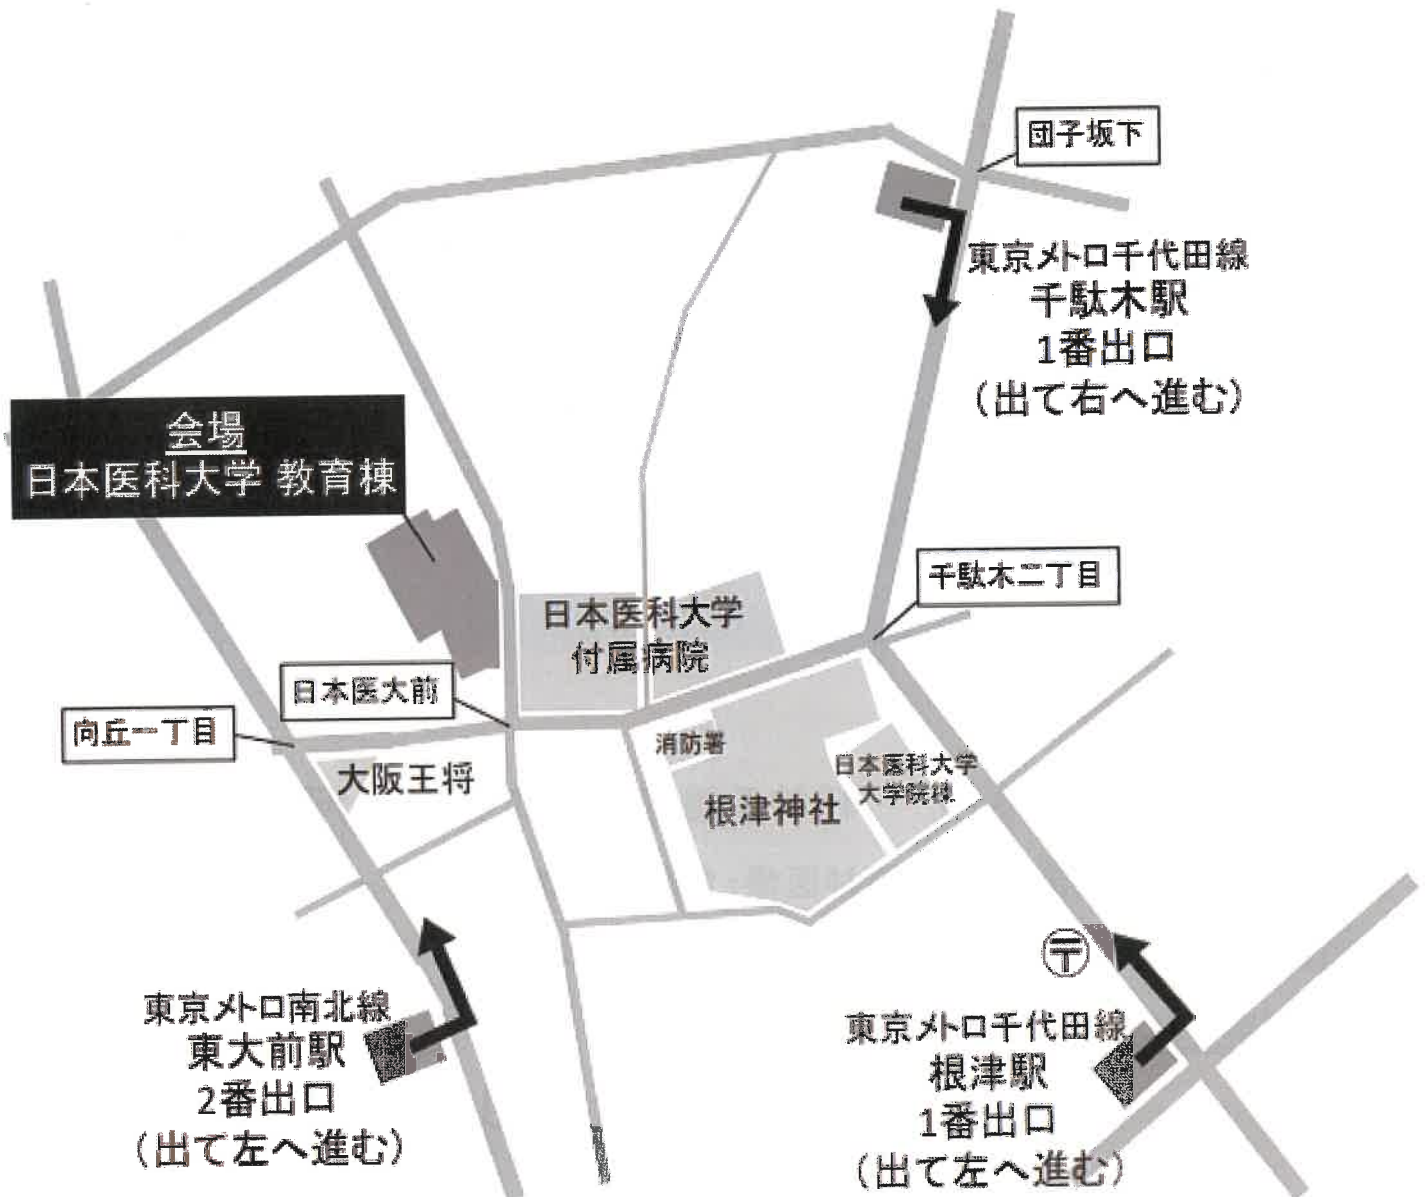 団子坂下
東京メトロ千代田線
千駄木駅
1番出口
（出て右へ進む）
会場
日本医科大学 教育棟
千駄木二丁目
日本医科大学
付属病院
日本医大前
向丘一丁目
大阪王将
消防署
日本医科大学
大学院棟
根津神社
〒
東京メトロ南北線
東大前駅
2番出口
（出て左へ進む）
東京メトロ千代田線
根津駅
1番出口
（出て左へ進む）